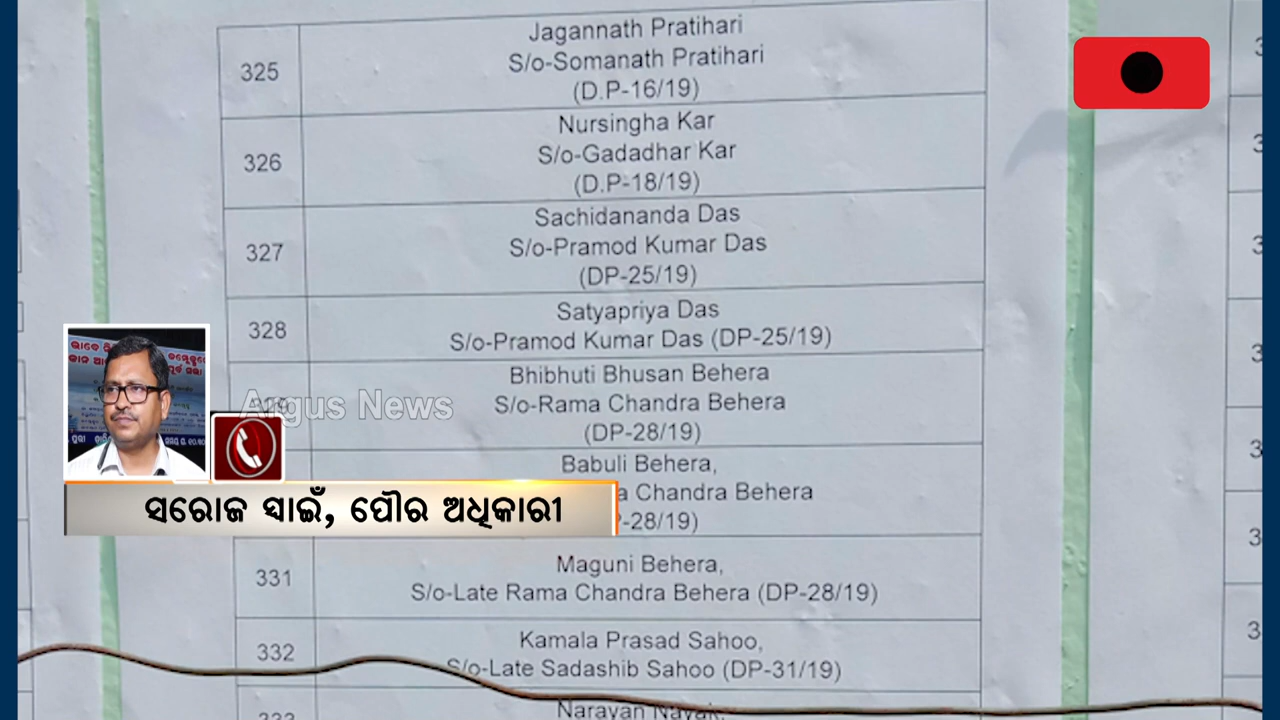 325
Jagannath Pratihari
S/o-Somanath Pratihari
(D.P-16/19)
326
Nursingha Kar
S/o-Gadadhar Kar
(D.P-18/19)
327
Sachidananda Das
S/o-Pramod Kumar Das
(DP-25/19)
328
Satyapriya Das
S/o-Pramod Kumar Das (DP-25/19)
Bhibhuti Bhusan Behera
S/o-Rama Chandra Behera
(DP-28/19)
Argus News
Babuli Behera,
a Chandra Behera
-28/19)
ସରୋଜ ସ୍ୱାଇଁ, ପୌର ଅଧିକାରୀ
331
Maguni Behera,
S/o-Late Rama Chandra Behera (DP-28/19)
332
Kamala Prasad Sahoo,
S/o-Late Sadashib Sahoo (DP-31/19)
333
Narayan Nayak,